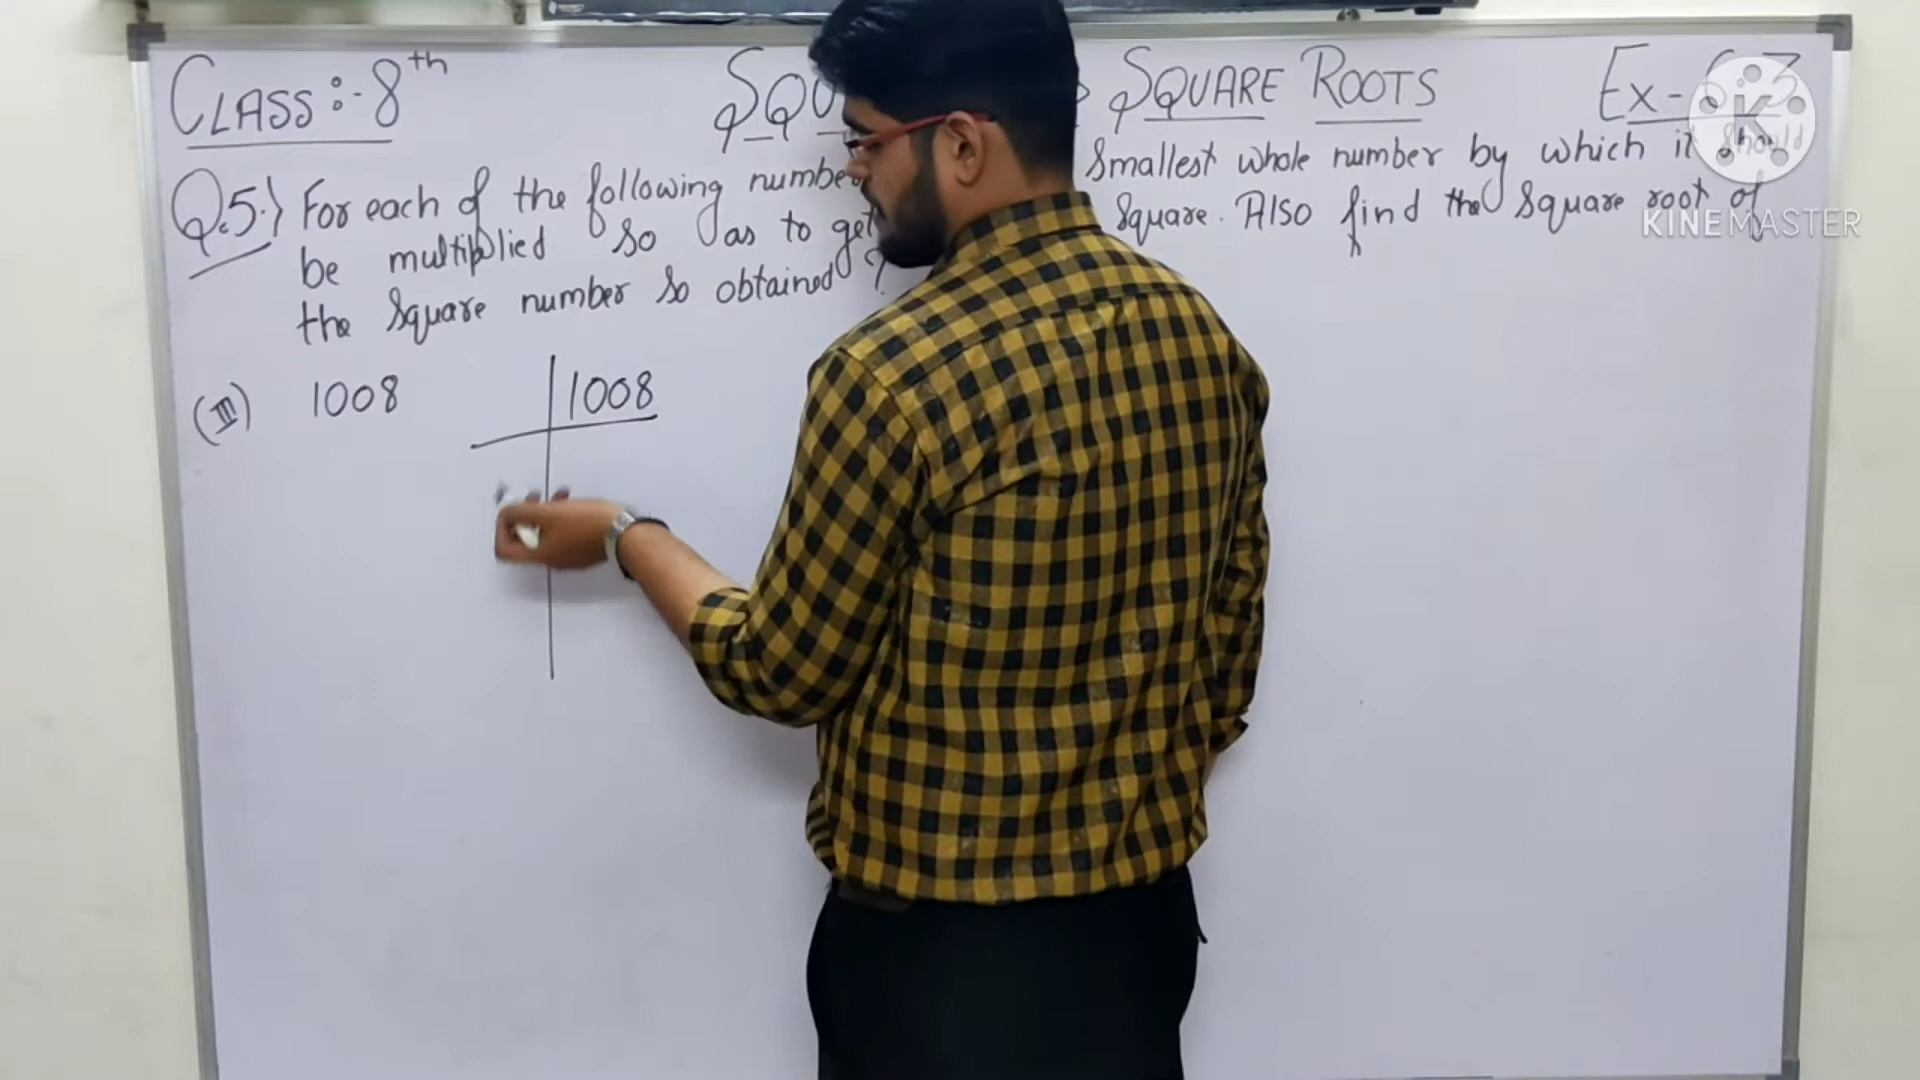 CLASS:- 8th SQU SQUARE ROOTS Ex-
Q.5.) For each of the following number Smallest whole number by which it should
be multiplied so as to get Square. Also find the square root of
the square number so obtained ?
(III) 1008 1008
KINEMASTER